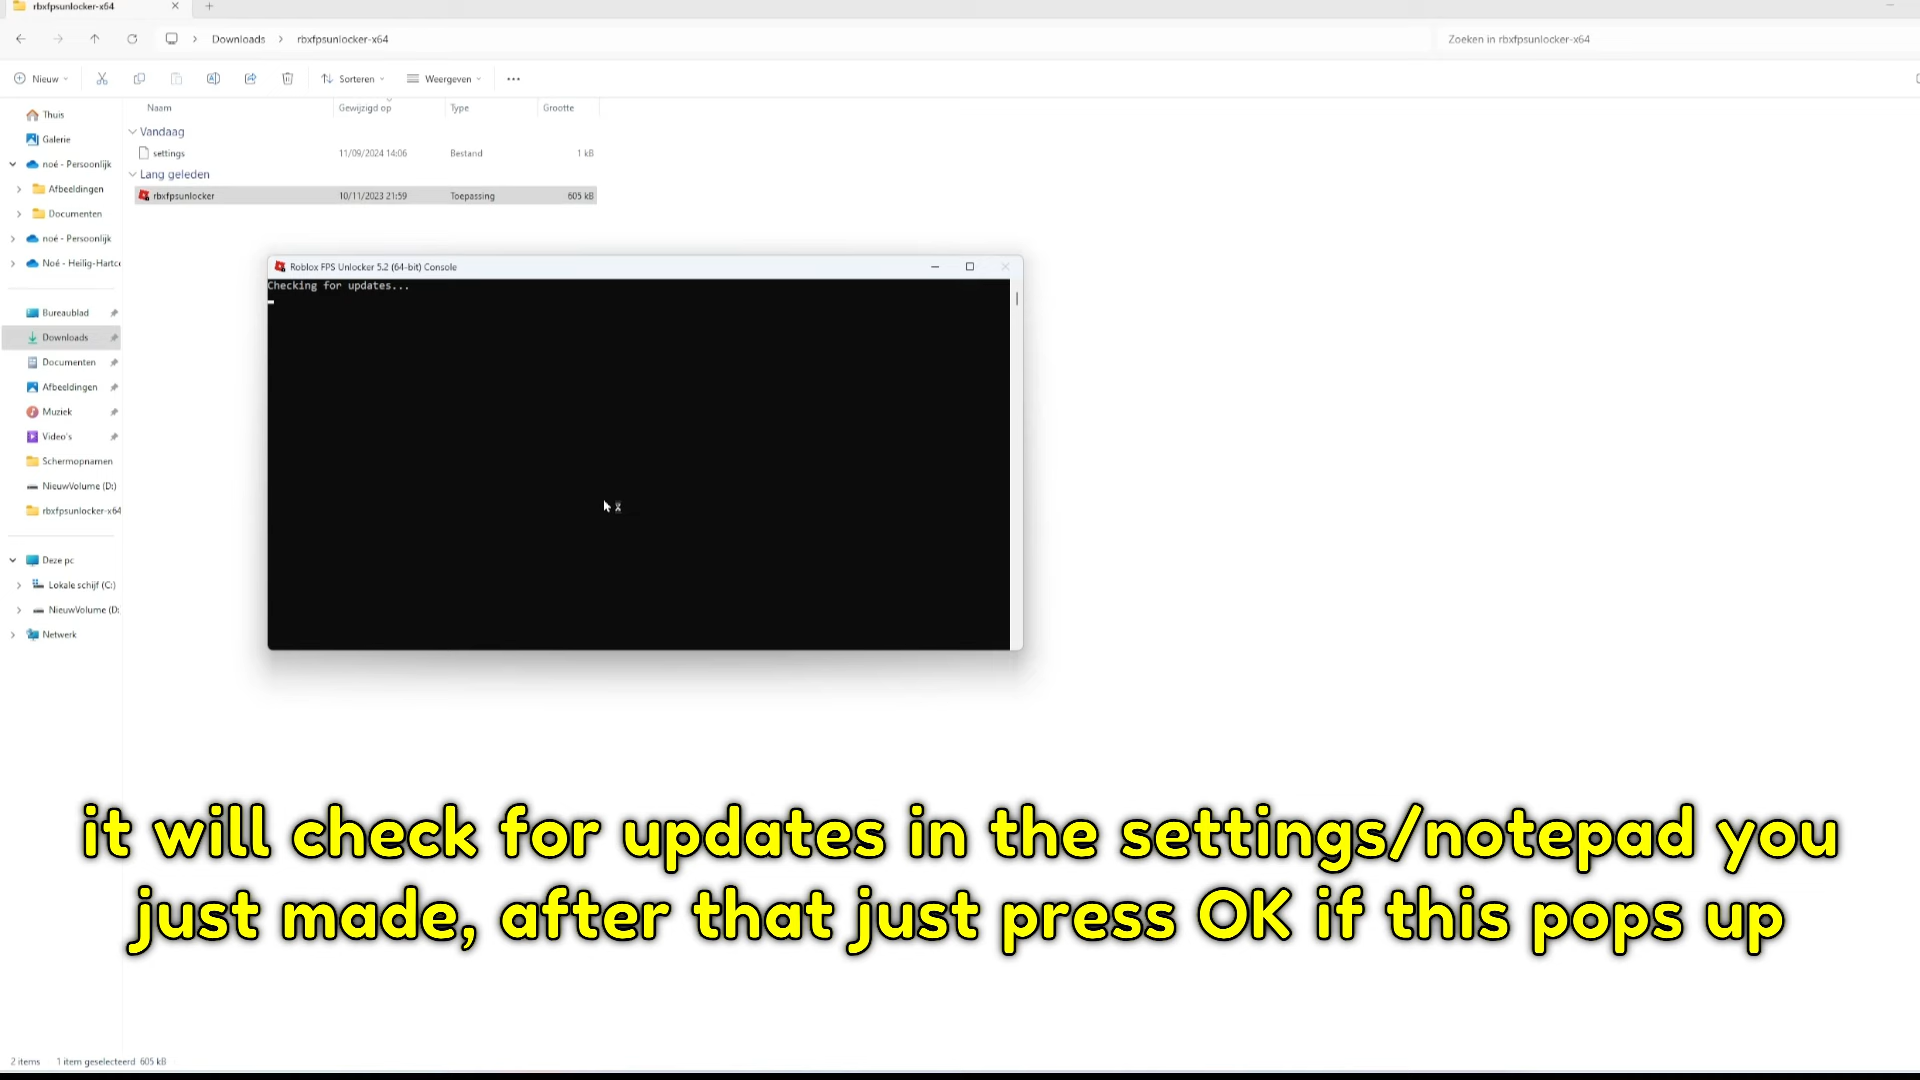 rbxfpsunlocker-x64
Downloads > rbxfpsunlocker-x64
Zoeken in rbxfpsunlocker-x64
Nieuw
Sorteren
Weergeven
Naam Gewijzigd op Type Grootte
Vandaag
settings 11/09/2024 14:06 Bestand 1 kB
Lang geleden
rbxfpsunlocker 10/11/2023 21:59 Toepassing 605 kB
Thuis
Galerie
noé - Persoonlijk
Afbeeldingen
Documenten
noé - Persoonlijk
Noé - Heilig-Hartc
Bureaublad
Downloads
Documenten
Afbeeldingen
Muziek
Video's
Schermopnamen
NieuwVolume (D:)
rbxfpsunlocker-x64
Deze pc
Lokale schijf (C:)
NieuwVolume (D:
Netwerk
Roblox FPS Unlocker 5.2 (64-bit) Console
Checking for updates...
it will check for updates in the settings/notepad you
just made, after that just press OK if this pops up
2 items 1 item geselecteerd 605 kB